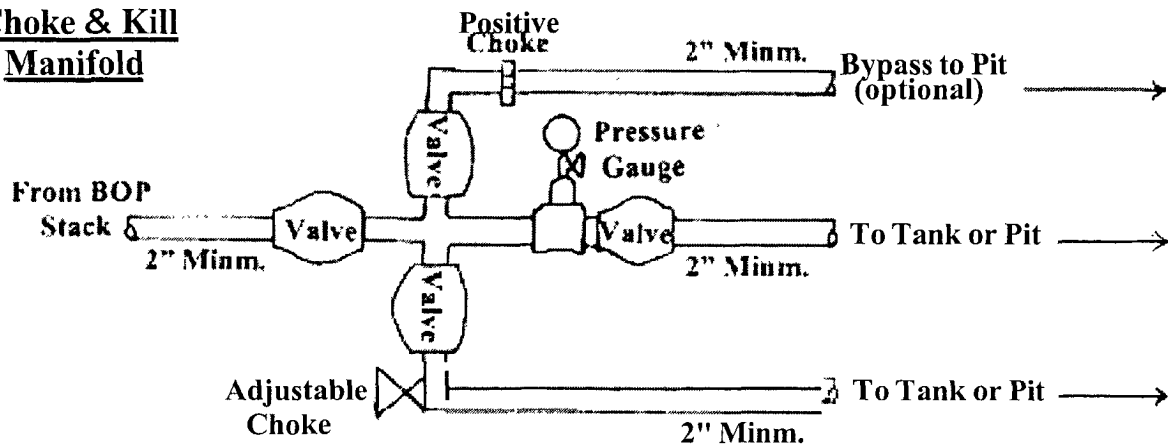 Choke & Kill
Manifold
Positive
Choke
2" Minm.
Bypass to Pit
(optional)
Valve
Pressure
Gauge
From BOP
Stack
Valve
Valve
To Tank or Pit
2" Minm.
2" Minm.
Valve
Adjustable
Choke
To Tank or Pit
2" Minm.